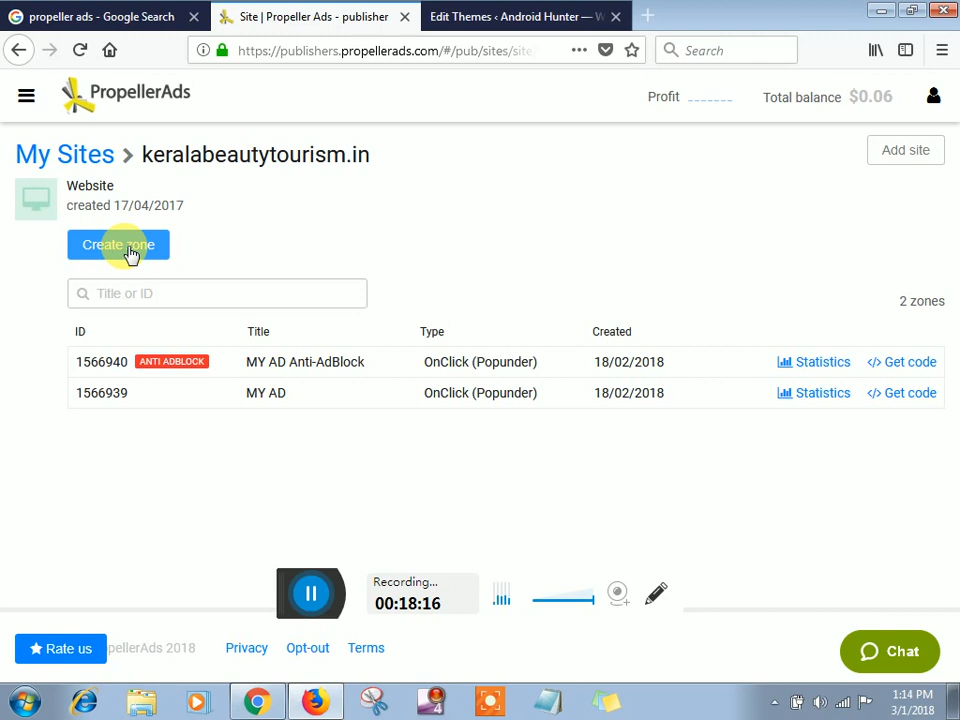 propeller ads - Google Search
Site | Propeller Ads - publisher
Edit Themes ‹ Android Hunter — W
https://publishers.propellerads.com/#/pub/sites/site
Search
PropellerAds
Profit
Total balance $0.06
My Sites > keralabeautytourism.in
Add site
Website
created 17/04/2017
Create zone
Title or ID
2 zones
ID Title Type Created
1566940 ANTI ADBLOCK MY AD Anti-AdBlock OnClick (Popunder) 18/02/2018 Statistics </> Get code
1566939 MY AD OnClick (Popunder) 18/02/2018 Statistics </> Get code
Recording...
00:18:16
Rate us
pellerAds 2018 Privacy Opt-out Terms
Chat
4
1:14 PM
3/1/2018